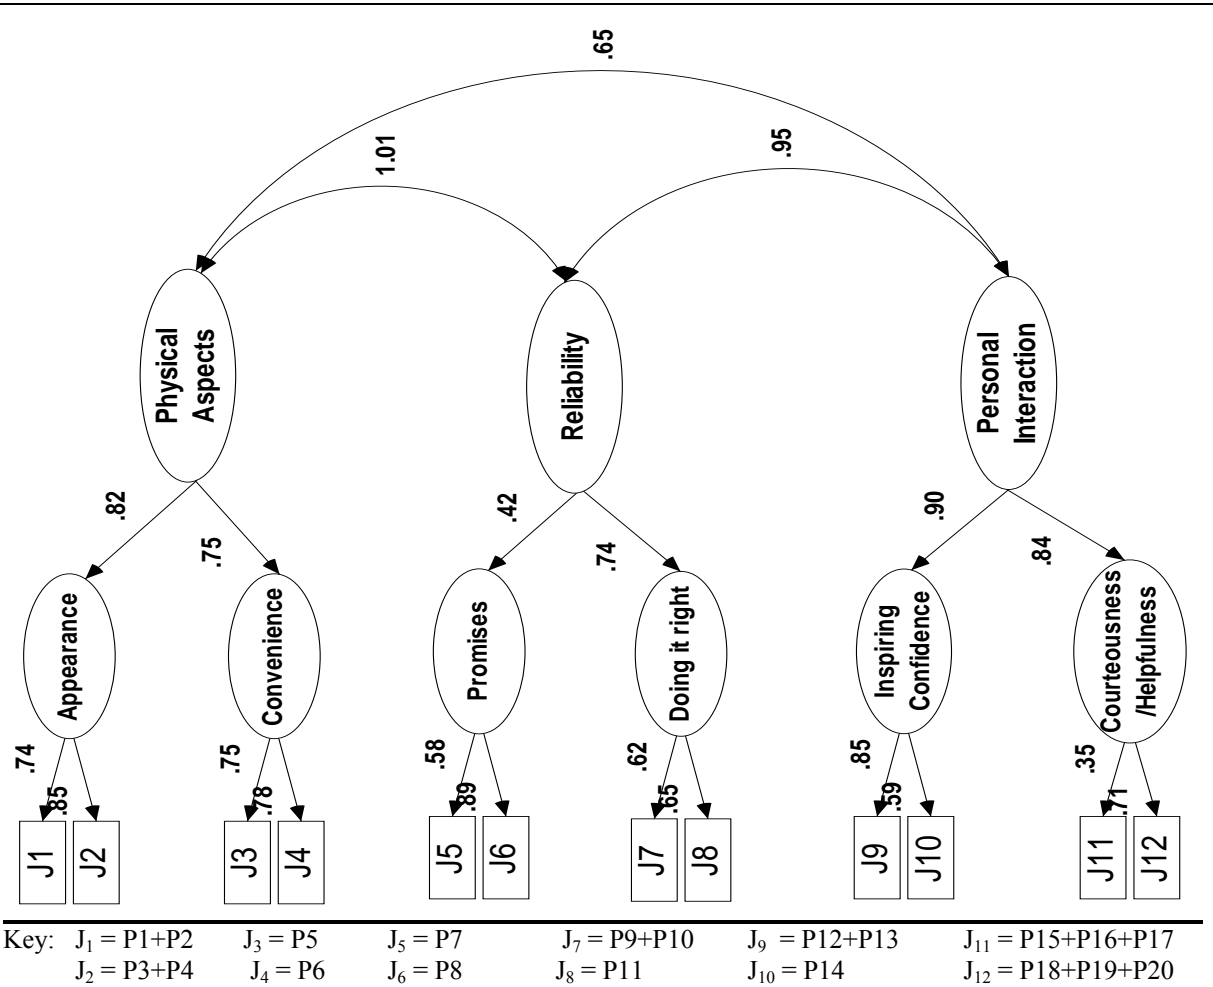 .65
1.01
.95
Physical
Aspects
Reliability
Personal
Interaction
.82
.75
.42
.74
.90
.84
Appearance
Convenience
Promises
Doing it right
Inspiring
Confidence
Courteousness
/Helpfulness
.74
.85
.75
.78
.58
.89
.62
.65
.85
.59
.35
.71
J1
J2
J3
J4
J5
J6
J7
J8
J9
J10
J11
J12
Key: J1 = P1+P2 J3 = P5 J5 = P7 J7 = P9+P10 J9 = P12+P13 J11 = P15+P16+P17
J2 = P3+P4 J4 = P6 J6 = P8 J8 = P11 J10 = P14 J12 = P18+P19+P20